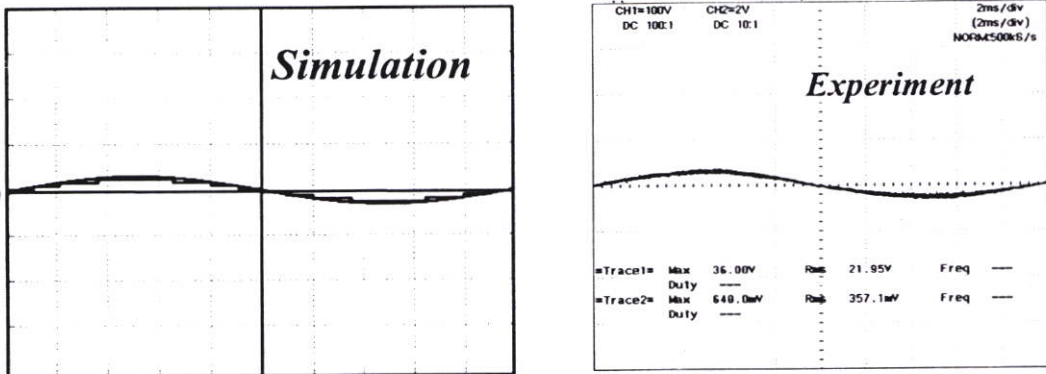 Simulation
CH1=100V CH2=2V 2ms/div
DC 100:1 DC 10:1 (2ms/div)
NORM:500kS/s
Experiment
=Trace1= Max 36.00V Rms 21.95V Freq ---
Duty ---
=Trace2= Max 640.0mV Rms 357.1mV Freq ---
Duty ---